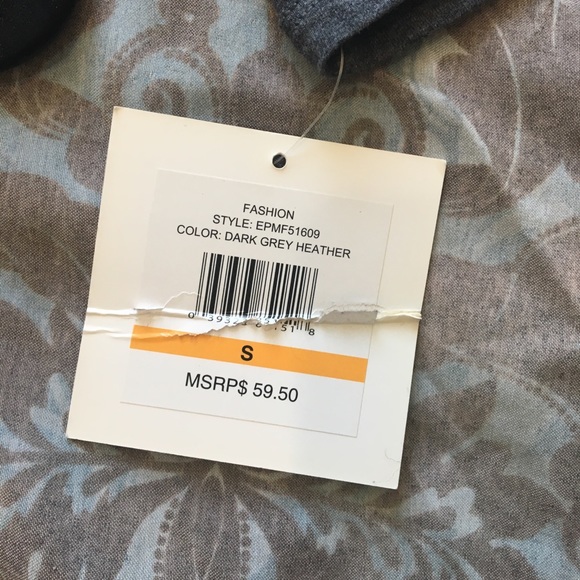 FASHION
STYLE: EPMF51609
COLOR: DARK GREY HEATHER
S
MSRP$ 59.50